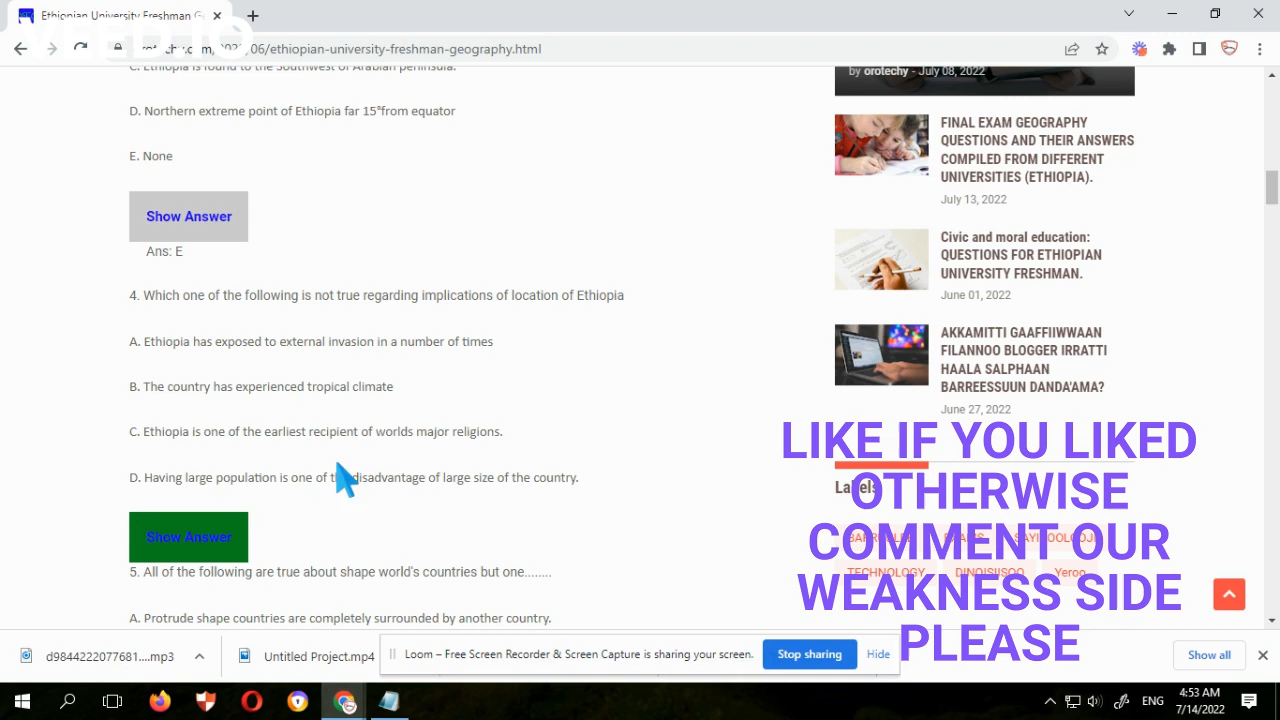 Ethiopian University Freshman G
/06/ethiopian-university-freshman-geography.html
C. Ethiopia is found to the Southwest of Arabian peninsula.
D. Northern extreme point of Ethiopia far 15°from equator
E. None
Show Answer
Ans: E
4. Which one of the following is not true regarding implications of location of Ethiopia
A. Ethiopia has exposed to external invasion in a number of times
B. The country has experienced tropical climate
C. Ethiopia is one of the earliest recipient of worlds major religions.
D. Having large population is one of the disadvantage of large size of the country.
Show Answer
5. All of the following are true about shape world's countries but one........
A. Protrude shape countries are completely surrounded by another country.
by orotechy - July 08, 2022
FINAL EXAM GEOGRAPHY
QUESTIONS AND THEIR ANSWERS
COMPILED FROM DIFFERENT
UNIVERSITIES (ETHIOPIA).
July 13, 2022
Civic and moral education:
QUESTIONS FOR ETHIOPIAN
UNIVERSITY FRESHMAN.
June 01, 2022
AKKAMITTI GAAFFIIWWAAN
FILANNOO BLOGGER IRRATTI
HAALA SALPHAAN
BARREESSUUN DANDA'AMA?
June 27, 2022
Labels
TECHNOLOGY DINQISIISOO Yeroo
LIKE IF YOU LIKED
OTHERWISE
COMMENT OUR
WEAKNESS SIDE
PLEASE
d9844222077681....mp3
Untitled Project.mp4
Loom – Free Screen Recorder & Screen Capture is sharing your screen.
Stop sharing
Hide
Show all
ENG
4:53 AM
7/14/2022